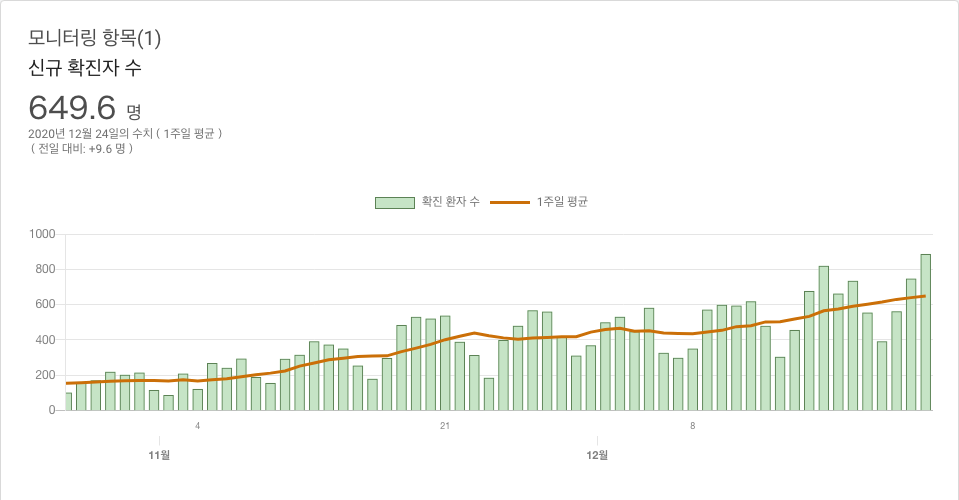 모니터링 항목(1)
신규 확진자 수
649.6 명
2020년 12월 24일의 수치 ( 1주일 평균 )
( 전일 대비: +9.6 명 )
확진 환자 수 1주일 평균
1000
800
600
400
200
0
4 21 8
11월 12월